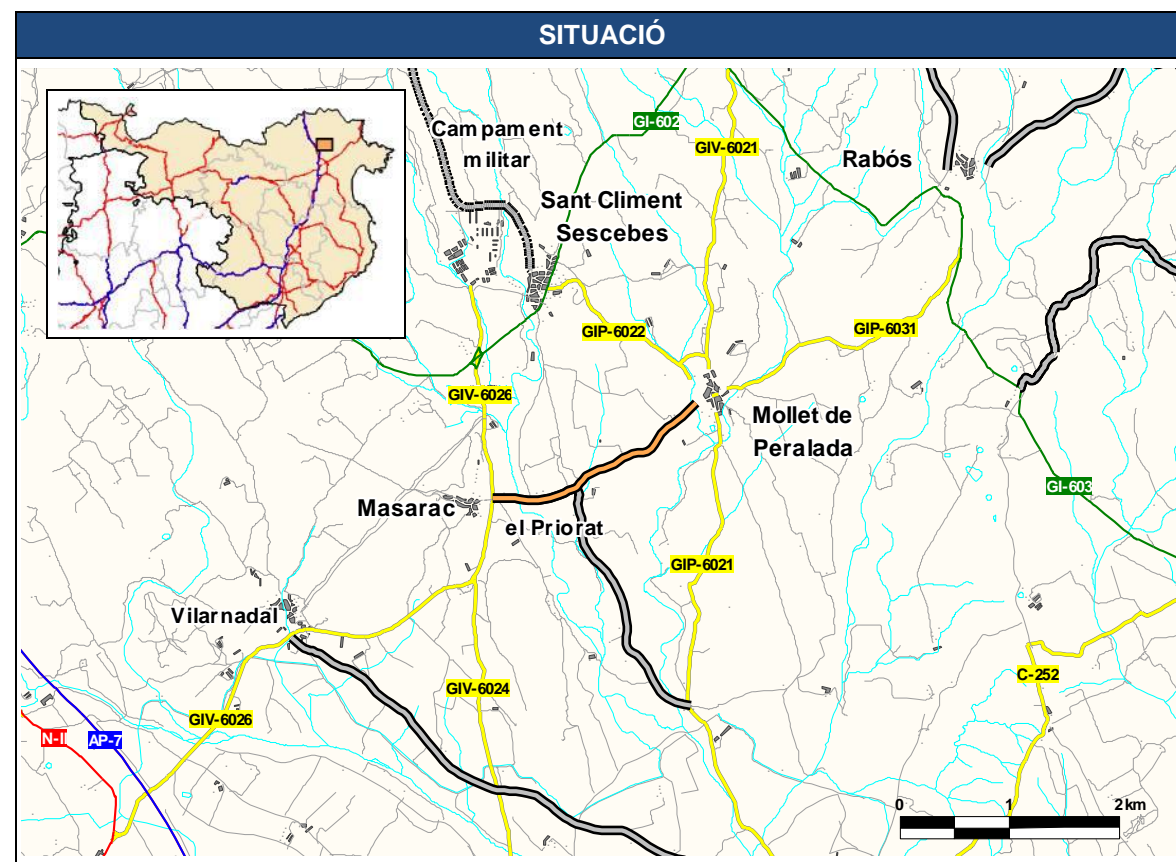 SITUACIÓ
Campament
militar
GI-602
GIV-6021
Rabós
Sant Climent
Sescebes
GIP-6022
GIP-6031
GIV-6026
Mollet de
Peralada
Masarac
el Priorat
GI-603
GIP-6021
Vilarnadal
C-252
GIV-6024
GIV-6026
N-II
AP-7
0 1 2 km